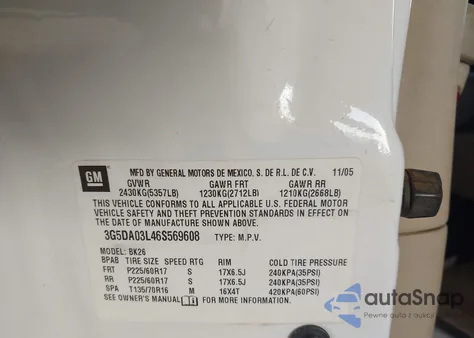 GM
MFD BY GENERAL MOTORS DE MEXICO, S. DE R.L. DE C.V. 11/05
GVWR GAWR FRT GAWR RR
2430KG(5357LB) 1230KG(2712LB) 1210KG(2668LB)
THIS VEHICLE CONFORMS TO ALL APPLICABLE U.S. FEDERAL MOTOR
VEHICLE SAFETY AND THEFT PREVENTION STANDARDS IN EFFECT ON
THE DATE OF MANUFACTURE SHOWN ABOVE.
3G5DA03L46S569608 TYPE: M.P.V.
MODEL: BK26
BPAB TIRE SIZE SPEED RTG RIM COLD TIRE PRESSURE
FRT P225/60R17 S 17X6.5J 240KPA(35PSI)
RR P225/60R17 S 17X6.5J 240KPA(35PSI)
SPA T135/70R16 M 16X4T 420KPA(60PSI)
SEE OWNER'S MANUAL FOR MORE INFORMATION.
autoSnap
Pewne auto z aukcji